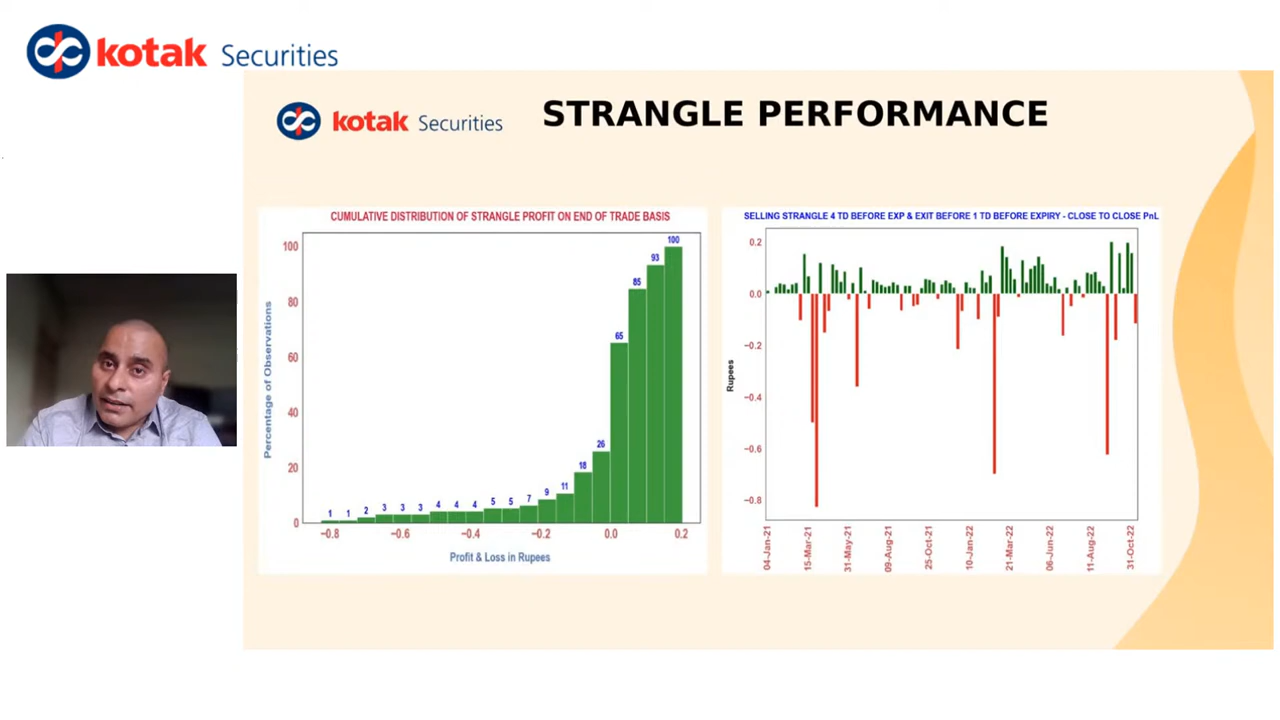 kotak Securities
kotak Securities
STRANGLE PERFORMANCE
CUMULATIVE DISTRIBUTION OF STRANGLE PROFIT ON END OF TRADE BASIS
Percentage of Observations
100
80
60
40
20
0
1 1 2 3 3 3 4 4 4 5 5 7 9 11 18 26 65 85 93 100
−0.8 −0.6 −0.4 −0.2 0.0 0.2
Profit & Loss in Rupees
SELLING STRANGLE 4 TD BEFORE EXP & EXIT BEFORE 1 TD BEFORE EXPIRY - CLOSE TO CLOSE PnL
Rupees
0.2
0.0
−0.2
−0.4
−0.6
−0.8
04-Jan-21
15-Mar-21
31-May-21
09-Aug-21
25-Oct-21
10-Jan-22
21-Mar-22
06-Jun-22
11-Aug-22
31-Oct-22